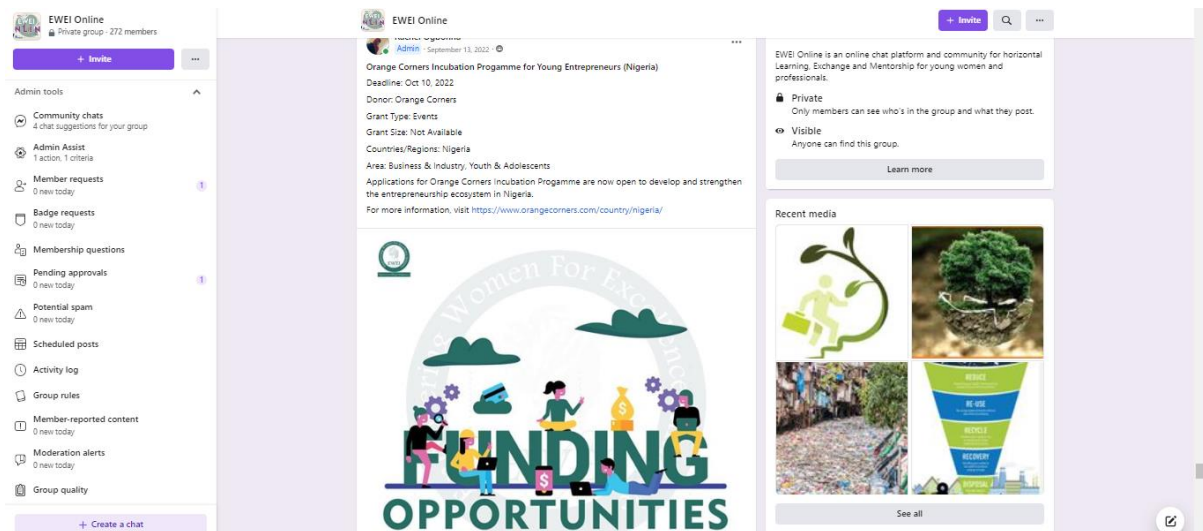 EWEI Online
Private group · 272 members
+ Invite
Admin tools
Community chats
4 chat suggestions for your group
Admin Assist
1 action, 1 criteria
Member requests
0 new today
1
Badge requests
0 new today
Membership questions
Pending approvals
0 new today
1
Potential spam
0 new today
Scheduled posts
Activity log
Group rules
Member-reported content
0 new today
Moderation alerts
0 new today
Group quality
+ Create a chat
EWEI Online
+ Invite
Admin · September 13, 2022 ·
Orange Corners Incubation Progamme for Young Entrepreneurs (Nigeria)
Deadline: Oct 10, 2022
Donor: Orange Corners
Grant Type: Events
Grant Size: Not Available
Countries/Regions: Nigeria
Area: Business & Industry, Youth & Adolescents
Applications for Orange Corners Incubation Progamme are now open to develop and strengthen
the entrepreneurship ecosystem in Nigeria.
For more information, visit https://www.orangecorners.com/country/nigeria/
ewei
ring Women For Excellence
FUNDING
OPPORTUNITIES
EWEI Online is an online chat platform and community for horizontal
Learning, Exchange and Mentorship for young women and
professionals.
Private
Only members can see who's in the group and what they post.
Visible
Anyone can find this group.
Learn more
Recent media
REDUCE
RE-USE
RECYCLE
RECOVERY
DISPOSAL
See all